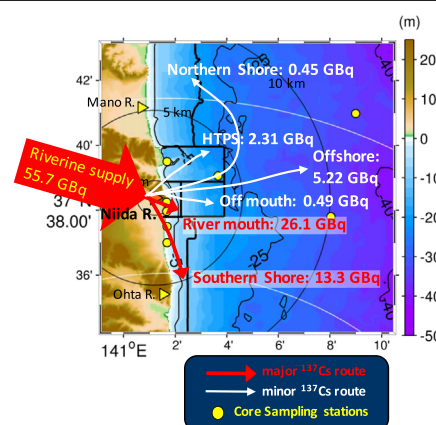 (m)
Northern Shore: 0.45 GBq
10 km
42'
Mano R.
5 km
40'
HTPS: 2.31 GBq
Riverine supply
55.7 GBq
Offshore:
5.22 GBq
37°N
38.00'
Niida R.
Off mouth: 0.49 GBq
River mouth: 26.1 GBq
-25
-25
-40
-40
36'
Southern Shore: 13.3 GBq
Ohta R.
141°E
2'
4'
6'
8'
10'
20
10
0
-10
-20
-30
-40
-50
major ¹³⁷Cs route
minor ¹³⁷Cs route
Core Sampling stations